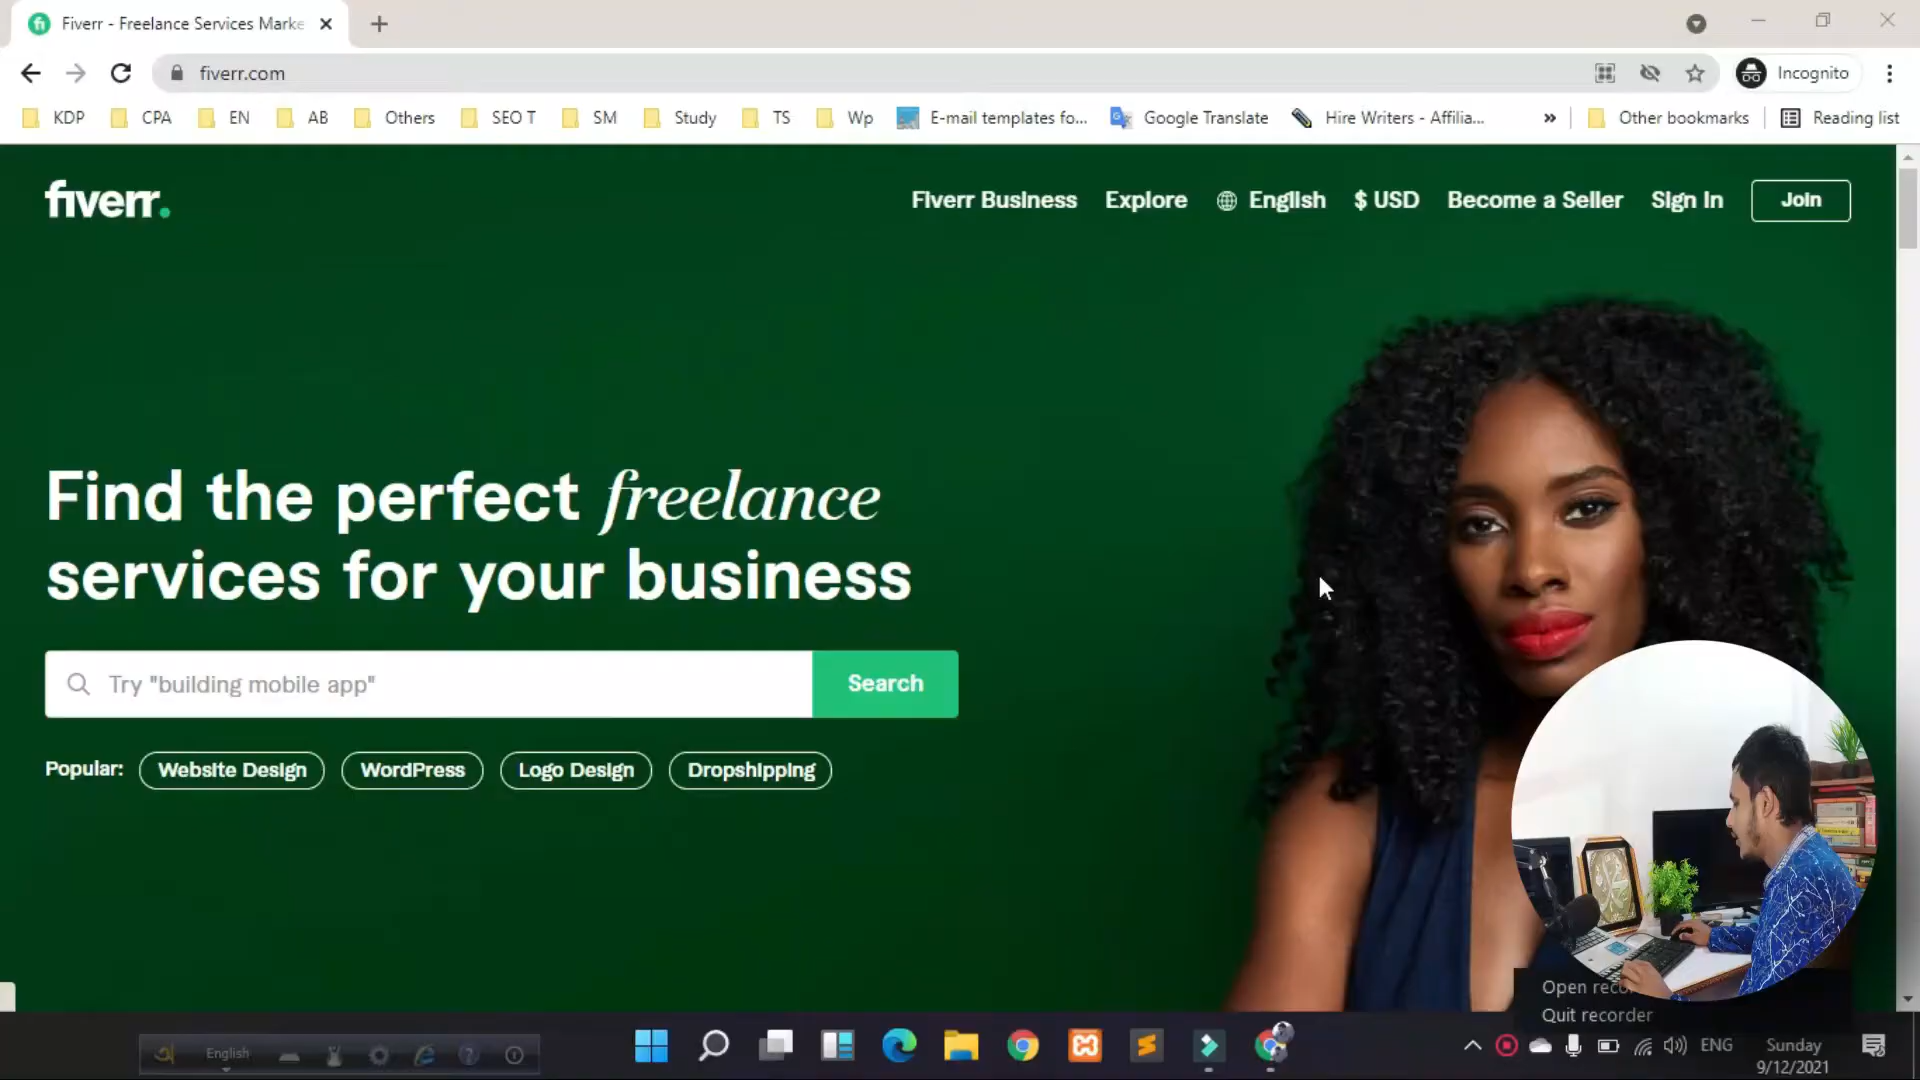 Fiverr - Freelance Services Marke
fiverr.com
Incognito
KDP CPA EN AB Others SEO T SM Study TS Wp E-mail templates fo... Google Translate Hire Writers - Affilia... » Other bookmarks Reading list
fiverr.
Fiverr Business Explore English $ USD Become a Seller Sign In Join
Find the perfect freelance
services for your business
Try "building mobile app"
Search
Popular: Website Design WordPress Logo Design Dropshipping
Open
Quit recorder
English
ENG
Sunday
9/12/2021